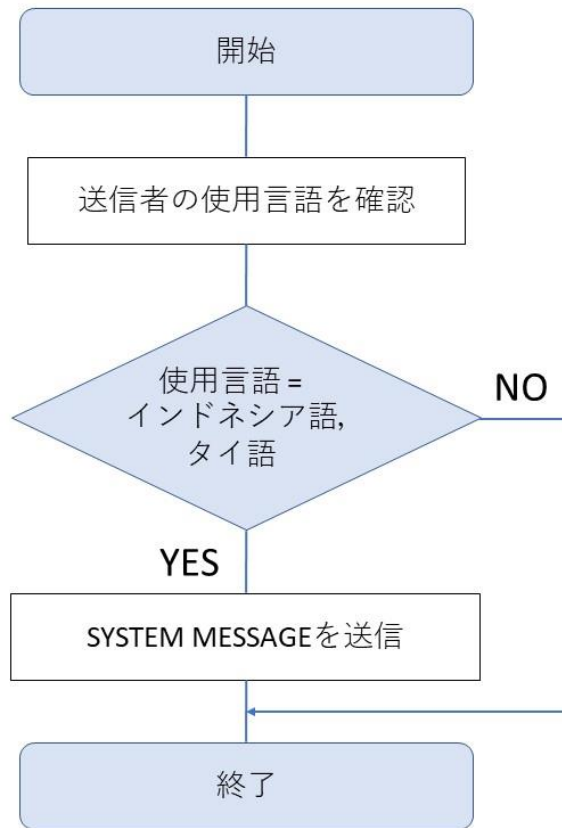 開始
送信者の使用言語を確認
使用言語 =
インドネシア語,
タイ語
NO
YES
SYSTEM MESSAGEを送信
終了